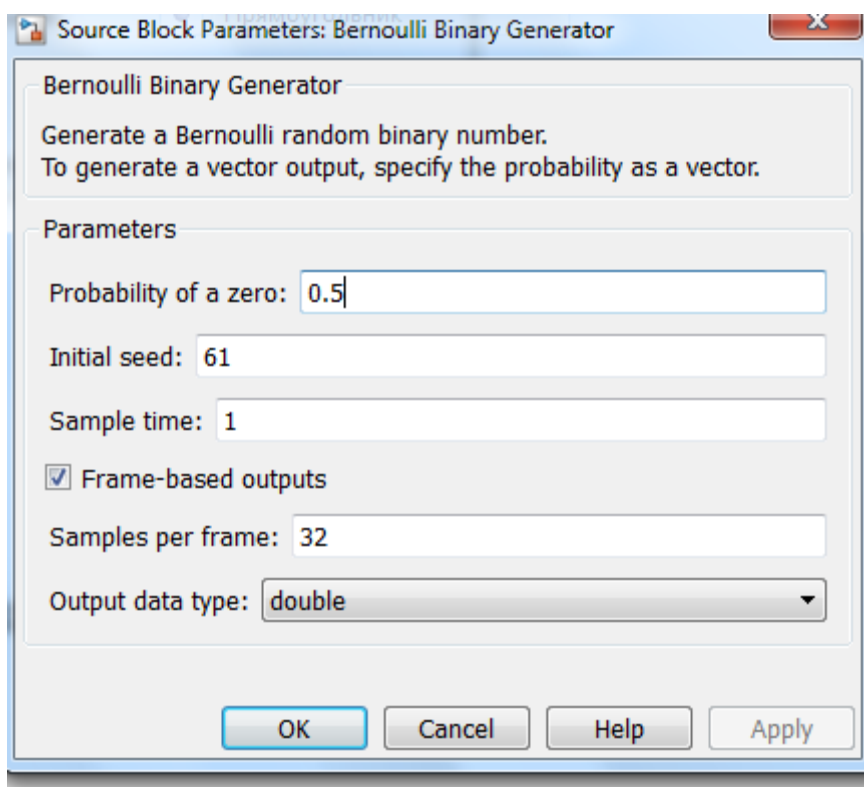 Прямоугольник
Source Block Parameters: Bernoulli Binary Generator
Bernoulli Binary Generator
Generate a Bernoulli random binary number.
To generate a vector output, specify the probability as a vector.
Parameters
Probability of a zero: 0.5
Initial seed: 61
Sample time: 1
Frame-based outputs
Samples per frame: 32
Output data type: double
OK Cancel Help Apply